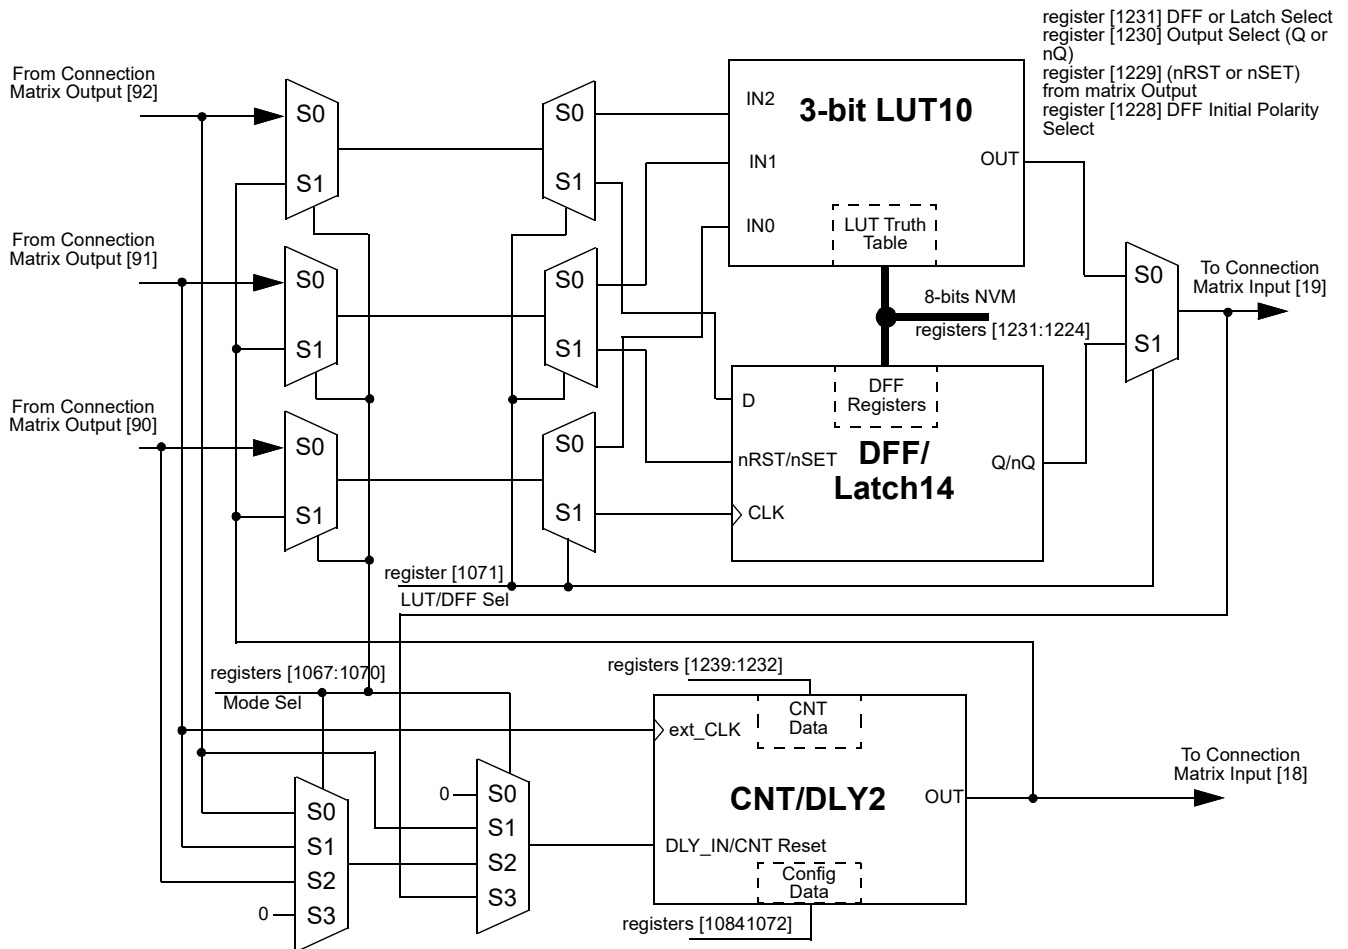 register [1231] DFF or Latch Select
register [1230] Output Select (Q or
nQ)
register [1229] (nRST or nSET)
from matrix Output
register [1228] DFF Initial Polarity
Select
From Connection
Matrix Output [92]
S0
S1
S0
S1
IN2
3-bit LUT10
IN1
OUT
IN0
LUT Truth
Table
From Connection
Matrix Output [91]
S0
S1
S0
S1
8-bits NVM
registers [1231:1224]
S0
S1
To Connection
Matrix Input [19]
From Connection
Matrix Output [90]
S0
S1
S0
S1
DFF
Registers
D
nRST/nSET
DFF/
Latch14
Q/nQ
CLK
register [1071]
LUT/DFF Sel
registers [1067:1070]
Mode Sel
registers [1239:1232]
CNT
Data
ext_CLK
CNT/DLY2
OUT
To Connection
Matrix Input [18]
0
S0
S1
S2
S3
S0
S1
S2
0
S3
DLY_IN/CNT Reset
Config
Data
registers [10841072]